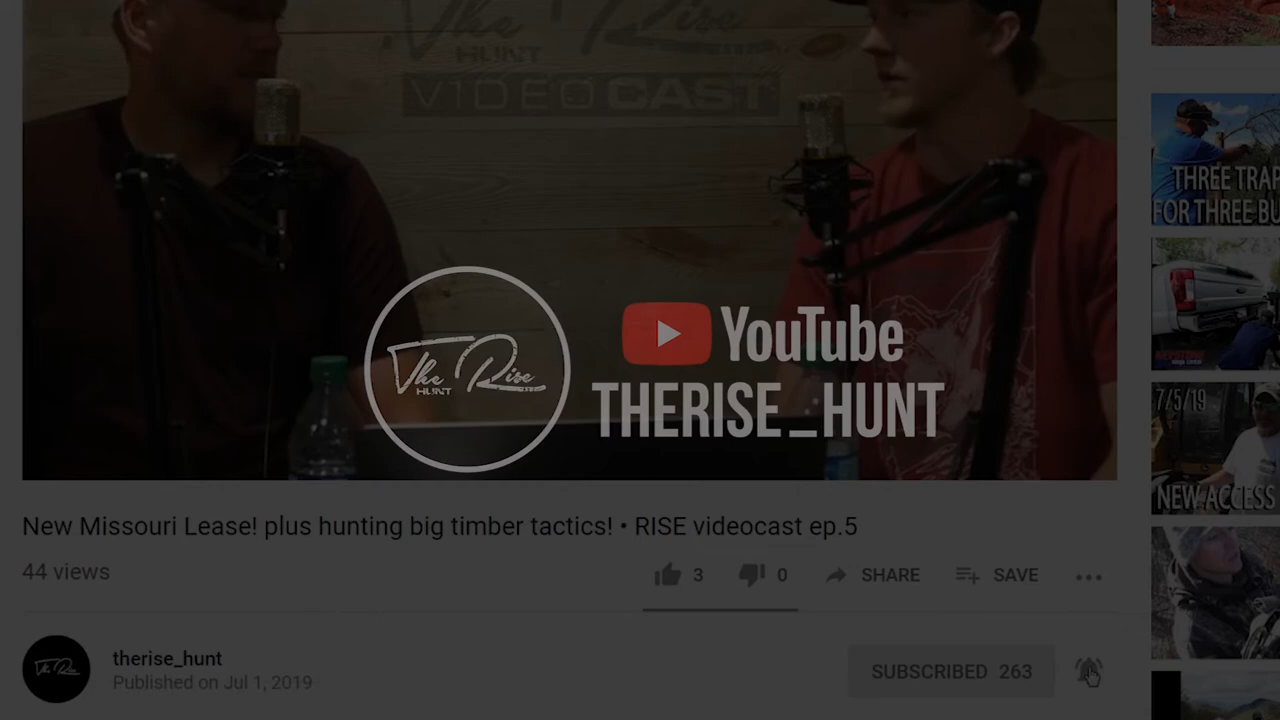 The Rise
HUNT
VIDEOCAST
The Rise
HUNT
YouTube
THERISE_HUNT
New Missouri Lease! plus hunting big timber tactics! • RISE videocast ep.5
44 views
3
0
SHARE
SAVE
therise_hunt
Published on Jul 1, 2019
SUBSCRIBED 263
The Rise
THREE TRAP
FOR THREE BU
7/5/19
NEW ACCESS